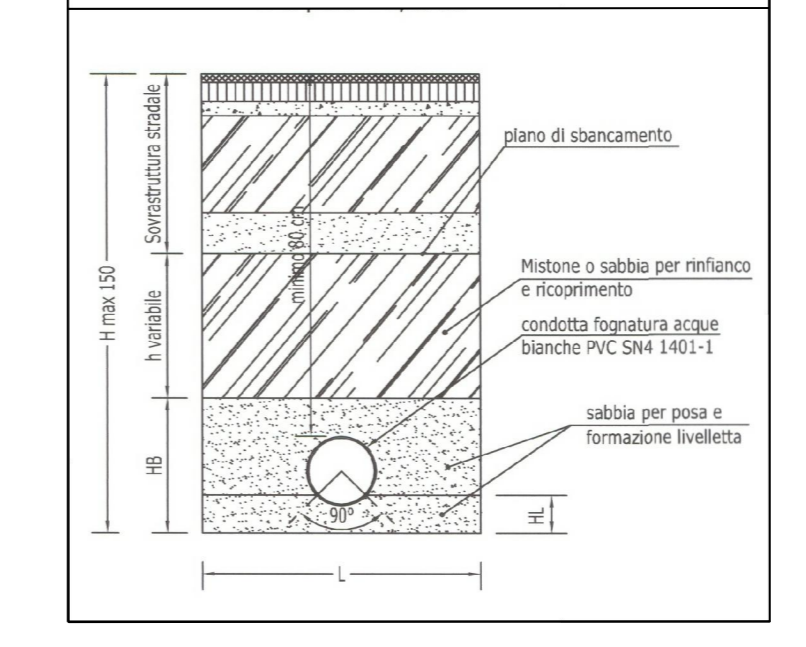 piano di sbancamento
Sovrastruttura stradale
minimo 80 cm
Mistone o sabbia per rinfianco
e ricoprimento
H max 150
h variabile
condotta fognatura acque
bianche PVC SN4 1401-1
sabbia per posa e
formazione livelletta
HB
90°
HL
L